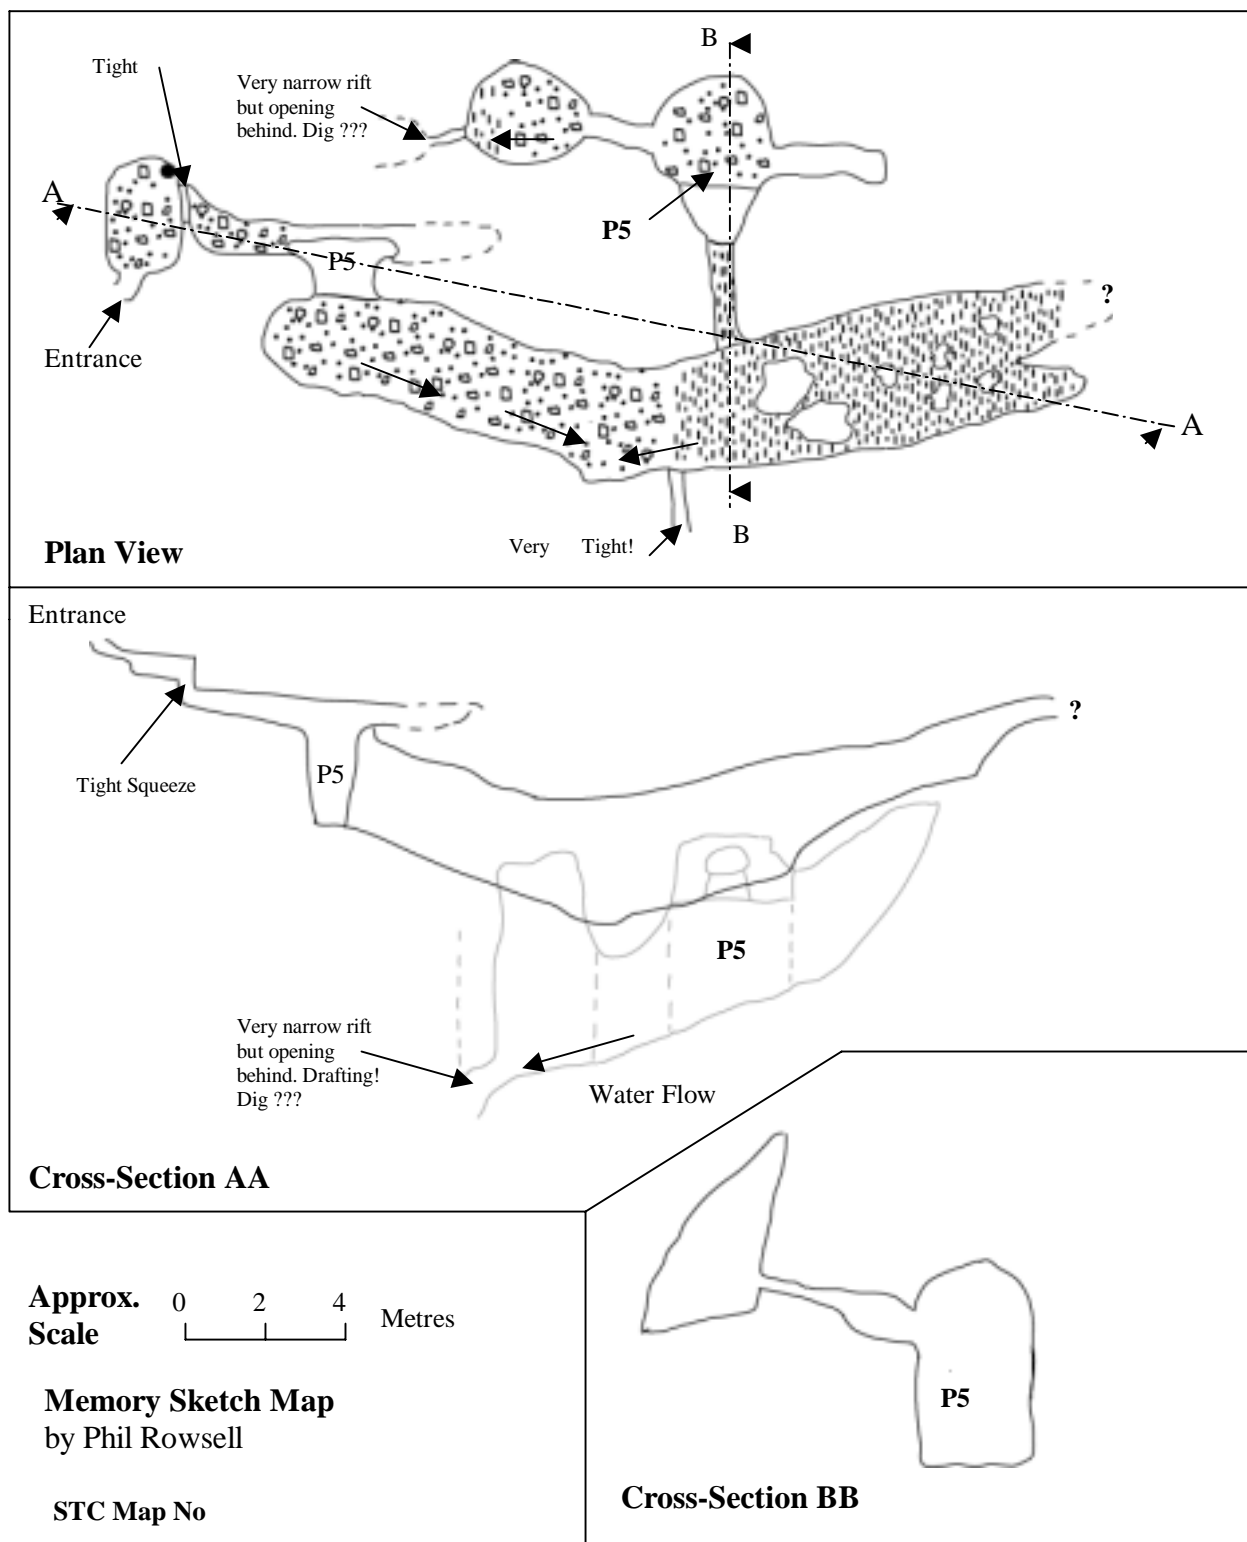 B
Tight
Very narrow rift
but opening
behind. Dig ???
A
P5
P5
?
Entrance
A
B
Very Tight!
Plan View
Entrance
?
P5
Tight Squeeze
P5
Very narrow rift
but opening
behind. Drafting!
Dig ???
Water Flow
Cross-Section AA
Approx.
Scale
0 2 4
Metres
P5
Memory Sketch Map
by Phil Rowsell
Cross-Section BB
STC Map No